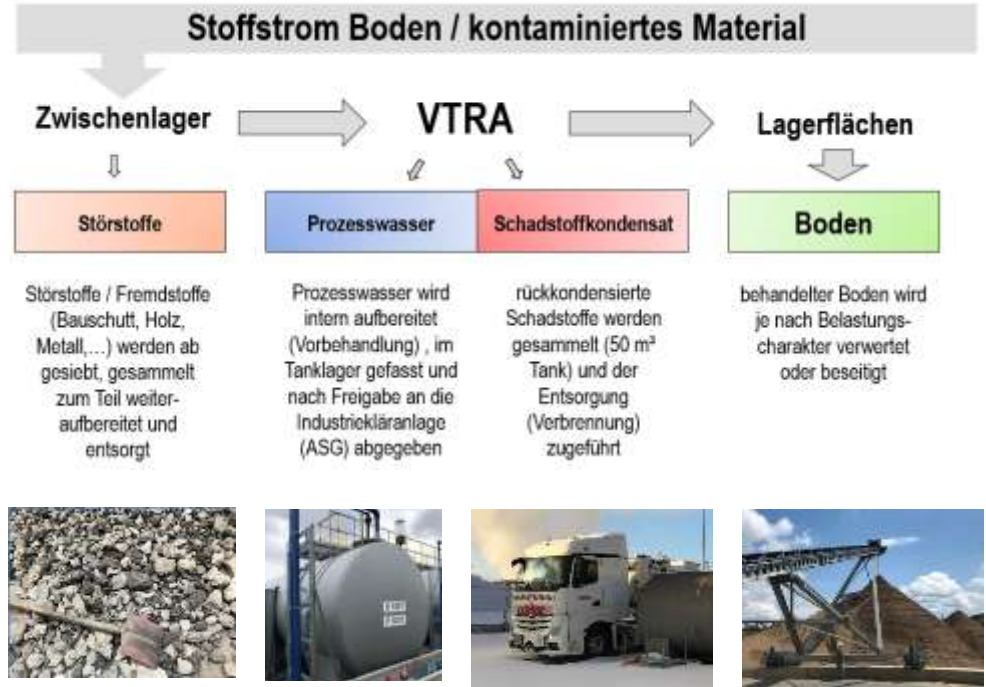 Stoffstrom Boden / kontaminiertes Material
Zwischenlager
VTRA
Lagerflächen
Störstoffe
Prozesswasser
Schadstoffkondensat
Boden
Störstoffe / Fremdstoffe
(Bauschutt, Holz,
Metall,...) werden ab
gesiebt, gesammelt
zum Teil weiter-
aufbereitet und
entsorgt
Prozesswasser wird
intern aufbereitet
(Vorbehandlung) , im
Tanklager gefasst und
nach Freigabe an die
Industriekläranlage
(ASG) abgegeben
rückkondensierte
Schadstoffe werden
gesammelt (50 m³
Tank) und der
Entsorgung
(Verbrennung)
zugeführt
behandelter Boden wird
je nach Belastungs-
charakter verwertet
oder beseitigt